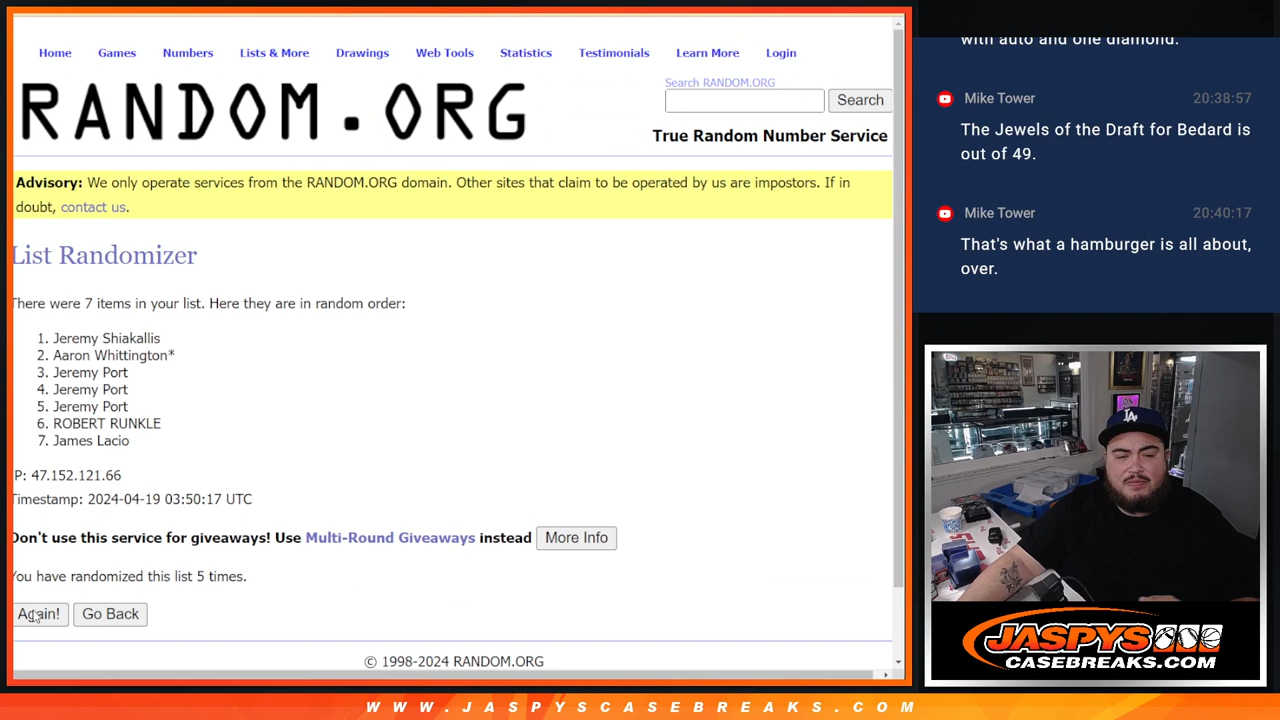 Home Games Numbers Lists & More Drawings Web Tools Statistics Testimonials Learn More Login
RANDOM.ORG
Search RANDOM.ORG
Search
True Random Number Service
Advisory: We only operate services from the RANDOM.ORG domain. Other sites that claim to be operated by us are impostors. If in
doubt, contact us.
List Randomizer
There were 7 items in your list. Here they are in random order:
1. Jeremy Shiakallis
2. Aaron Whittington*
3. Jeremy Port
4. Jeremy Port
5. Jeremy Port
6. ROBERT RUNKLE
7. James Lacio
IP: 47.152.121.66
Timestamp: 2024-04-19 03:50:17 UTC
Don't use this service for giveaways! Use Multi-Round Giveaways instead More Info
You have randomized this list 5 times.
Again! Go Back
© 1998-2024 RANDOM.ORG
with auto and one diamond.
Mike Tower 20:38:57
The Jewels of the Draft for Bedard is
out of 49.
Mike Tower 20:40:17
That's what a hamburger is all about,
over.
ON
LA
JASPYS
CASEBREAKS.COM
WWW.JASPYSCASEBREAKS.COM